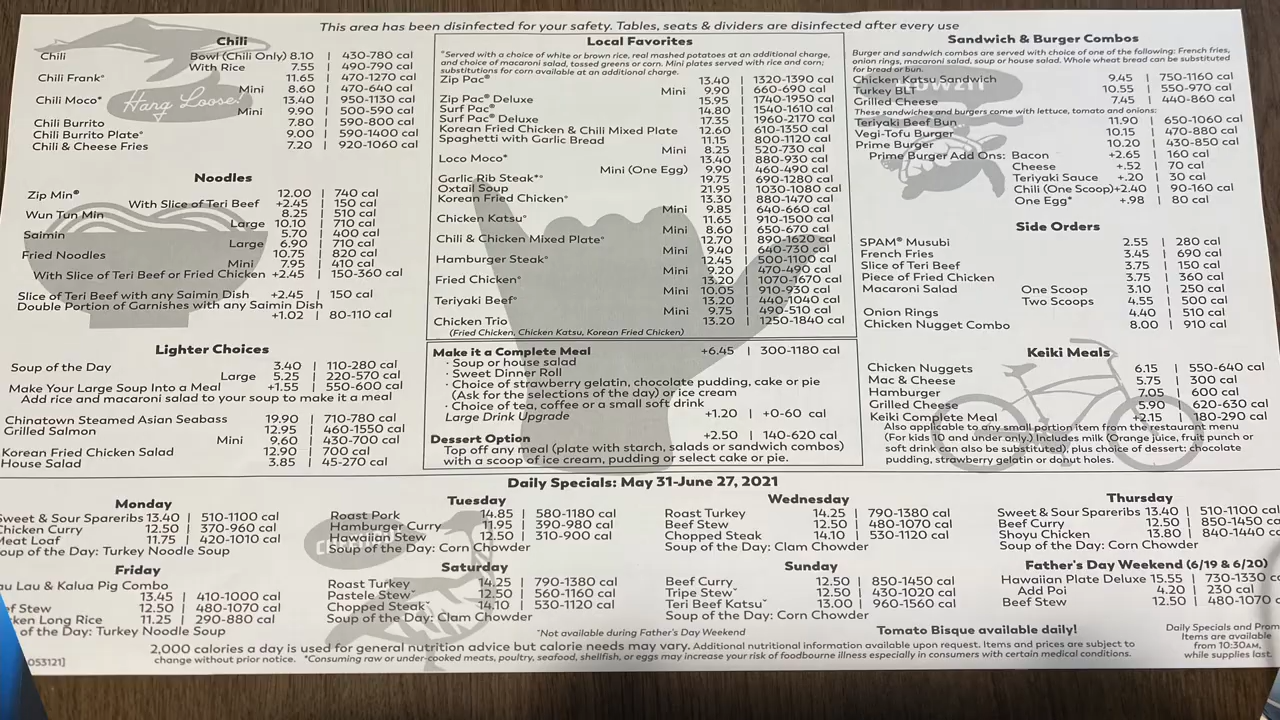 This area has been disinfected for your safety. Tables, seats & dividers are disinfected after every use
Chili
Chili Bowl (Chili Only) 8.10 | 430-780 cal
With Rice 7.55 | 490-790 cal
Chili Frank* 11.65 | 470-1270 cal
Mini 8.60 | 470-640 cal
Chili Moco* 13.40 | 950-1130 cal
Mini 9.90 | 500-590 cal
Chili Burrito 7.80 | 590-800 cal
Chili Burrito Plate* 9.00 | 590-1400 cal
Chili & Cheese Fries 7.20 | 920-1060 cal
Hang Loose!
Noodles
Zip Min® 12.00 | 740 cal
With Slice of Teri Beef +2.45 | 150 cal
Wun Tun Min 8.25 | 510 cal
Large 10.10 | 710 cal
Saimin 5.70 | 400 cal
Large 6.90 | 710 cal
Fried Noodles 10.75 | 820 cal
Mini 7.95 | 410 cal
With Slice of Teri Beef or Fried Chicken +2.45 | 150-360 cal
Slice of Teri Beef with any Saimin Dish +2.45 | 150 cal
Double Portion of Garnishes with any Saimin Dish
+1.02 | 80-110 cal
Lighter Choices
Soup of the Day 3.40 | 110-280 cal
Large 5.25 | 220-570 cal
Make Your Large Soup Into a Meal +1.55 | 550-600 cal
Add rice and macaroni salad to your soup to make it a meal
Chinatown Steamed Asian Seabass 19.90 | 710-780 cal
Grilled Salmon 12.95 | 460-1550 cal
Mini 9.60 | 430-700 cal
Korean Fried Chicken Salad 12.90 | 700 cal
House Salad 3.85 | 45-270 cal
Local Favorites
*Served with a choice of white or brown rice, real mashed potatoes at an additional charge,
and choice of macaroni salad, tossed greens or corn. Mini plates served with rice and corn;
substitutions for corn available at an additional charge.
Zip Pac® 13.40 | 1320-1390 cal
Mini 9.90 | 660-690 cal
Zip Pac® Deluxe 15.95 | 1740-1950 cal
Surf Pac® 14.80 | 1540-1610 cal
Surf Pac® Deluxe 17.35 | 1960-2170 cal
Korean Fried Chicken & Chili Mixed Plate 12.60 | 610-1350 cal
Spaghetti with Garlic Bread 11.15 | 800-1120 cal
Mini 8.25 | 520-730 cal
Loco Moco* 13.40 | 880-930 cal
Mini (One Egg) 9.90 | 460-490 cal
Garlic Rib Steak** 19.75 | 690-1280 cal
Oxtail Soup 21.95 | 1030-1080 cal
Korean Fried Chicken* 13.30 | 880-1470 cal
Mini 9.85 | 640-660 cal
Chicken Katsu* 11.65 | 910-1500 cal
Mini 8.60 | 650-670 cal
Chili & Chicken Mixed Plate* 12.70 | 890-1620 cal
Mini 9.40 | 640-730 cal
Hamburger Steak* 12.45 | 500-1100 cal
Mini 9.20 | 470-490 cal
Fried Chicken* 13.20 | 1070-1670 cal
Mini 10.05 | 910-930 cal
Teriyaki Beef* 13.20 | 440-1040 cal
Mini 9.75 | 490-510 cal
Chicken Trio 13.20 | 1250-1840 cal
(Fried Chicken, Chicken Katsu, Korean Fried Chicken)
Make it a Complete Meal +6.45 | 300-1180 cal
· Soup or house salad
· Sweet Dinner Roll
· Choice of strawberry gelatin, chocolate pudding, cake or pie
(Ask for the selections of the day) or ice cream
· Choice of tea, coffee or a small soft drink
Large Drink Upgrade +1.20 | +0-60 cal
Dessert Option +2.50 | 140-620 cal
Top off any meal (plate with starch, salads or sandwich combos)
with a scoop of ice cream, pudding or select cake or pie.
Sandwich & Burger Combos
Burger and sandwich combos are served with choice of one of the following: French fries,
onion rings, macaroni salad, soup or house salad. Whole wheat bread can be substituted
for bread or bun.
Chicken Katsu Sandwich 9.45 | 750-1160 cal
Turkey BLT 10.55 | 550-970 cal
Grilled Cheese 7.45 | 440-860 cal
These sandwiches and burgers come with lettuce, tomato and onions:
Teriyaki Beef Bun 11.90 | 650-1060 cal
Vegi-Tofu Burger 10.15 | 470-880 cal
Prime Burger 10.20 | 430-850 cal
Prime Burger Add Ons: Bacon +2.65 | 160 cal
Cheese +.52 | 70 cal
Teriyaki Sauce +.20 | 30 cal
Chili (One Scoop) +2.40 | 90-160 cal
One Egg* +.98 | 80 cal
Side Orders
SPAM® Musubi 2.55 | 280 cal
French Fries 3.45 | 690 cal
Slice of Teri Beef 3.75 | 150 cal
Piece of Fried Chicken 3.75 | 360 cal
Macaroni Salad One Scoop 3.10 | 250 cal
Two Scoops 4.55 | 500 cal
Onion Rings 4.40 | 510 cal
Chicken Nugget Combo 8.00 | 910 cal
Keiki Meals
Chicken Nuggets 6.15 | 550-640 cal
Mac & Cheese 5.75 | 300 cal
Hamburger 7.05 | 600 cal
Grilled Cheese 5.90 | 620-630 cal
Keiki Complete Meal +2.15 | 180-290 cal
Also applicable to any small portion item from the restaurant menu
(For kids 10 and under only) Includes milk (Orange juice, fruit punch or
soft drink can also be substituted), plus choice of dessert: chocolate
pudding, strawberry gelatin or donut holes.
Daily Specials: May 31-June 27, 2021
Monday
Sweet & Sour Spareribs 13.40 | 510-1100 cal
Chicken Curry 12.50 | 370-960 cal
Meat Loaf 11.75 | 420-1010 cal
oup of the Day: Turkey Noodle Soup
Tuesday
Roast Pork 14.85 | 580-1180 cal
Hamburger Curry 11.95 | 390-980 cal
Hawaiian Stew 12.50 | 310-900 cal
Soup of the Day: Corn Chowder
Wednesday
Roast Turkey 14.25 | 790-1380 cal
Beef Stew 12.50 | 480-1070 cal
Chopped Steak 14.10 | 530-1120 cal
Soup of the Day: Clam Chowder
Thursday
Sweet & Sour Spareribs 13.40 | 510-1100 cal
Beef Curry 12.50 | 850-1450 ca
Shoyu Chicken 13.80 | 840-1440 c
Soup of the Day: Corn Chowder
Friday
au Lau & Kalua Pig Combo
13.45 | 410-1000 cal
ef Stew 12.50 | 480-1070 cal
ken Long Rice 11.25 | 290-880 cal
of the Day: Turkey Noodle Soup
Saturday
Roast Turkey 14.25 | 790-1380 cal
Pastele Stew 12.50 | 560-1160 cal
Chopped Steak 14.10 | 530-1120 cal
Soup of the Day: Clam Chowder
Sunday
Beef Curry 12.50 | 850-1450 cal
Tripe Stew 12.50 | 430-1020 cal
Teri Beef Katsu 13.00 | 960-1560 cal
Soup of the Day: Corn Chowder
Father's Day Weekend (6/19 & 6/20)
Hawaiian Plate Deluxe 15.55 | 730-1330 c
Add Poi 4.20 | 230 cal
Beef Stew 12.50 | 480-1070 c
ˇNot available during Father's Day Weekend
Tomato Bisque available daily!
Daily Specials and Prom
Items are available
from 10:30AM,
while supplies last.
2,000 calories a day is used for general nutrition advice but calorie needs may vary. Additional nutritional information available upon request. Items and prices are subject to
change without prior notice. *Consuming raw or under-cooked meats, poultry, seafood, shellfish, or eggs may increase your risk of foodbourne illness especially in consumers with certain medical conditions.
053121]